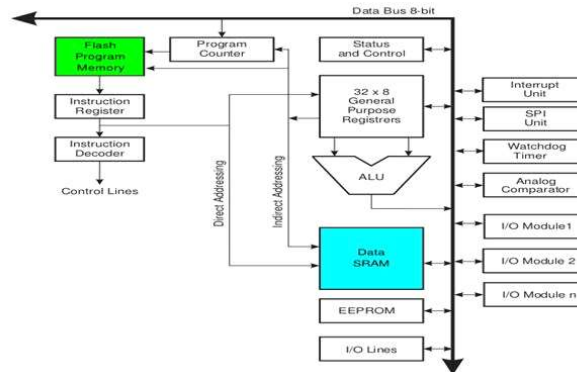 Data Bus 8-bit
Flash
Program
Memory
Program
Counter
Status
and Control
Instruction
Register
32 x 8
General
Purpose
Registrers
Interrupt
Unit
SPI
Unit
Instruction
Decoder
Watchdog
Timer
Control Lines
Direct Addressing
Indirect Addressing
ALU
Analog
Comparator
I/O Module1
Data
SRAM
I/O Module 2
I/O Module n
EEPROM
I/O Lines